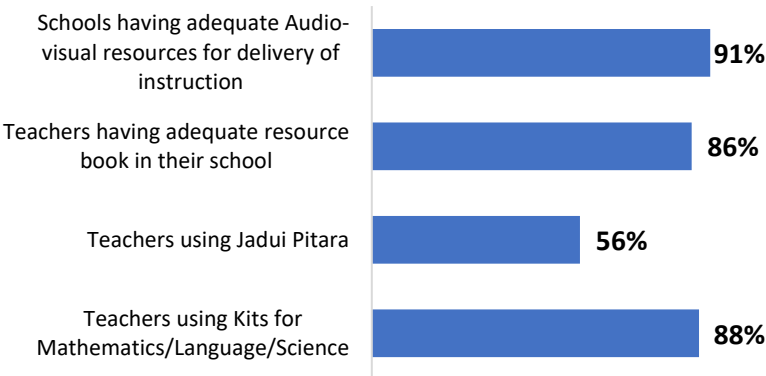 Schools having adequate Audio-
visual resources for delivery of
instruction
91%
Teachers having adequate resource
book in their school
86%
Teachers using Jadui Pitara
56%
Teachers using Kits for
Mathematics/Language/Science
88%